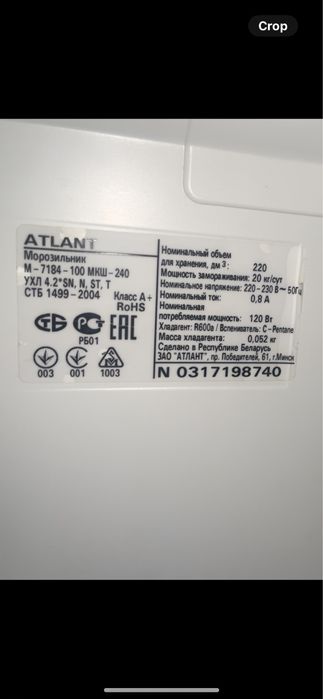 Crop
ATLANT
Морозильник
М-7184-100 МКШ-240
УХЛ 4.2*SN, N, ST, T
СТБ 1499-2004 Класс А+
RoHS
РБ01
ЕАС
003 001 1003
Номинальный объем
для хранения, дм³: 220
Мощность замораживания: 20 кг/сут
Номинальное напряжение: 220-230 В~ 50Гц
Номинальный ток: 0,8 А
Номинальная
потребляемая мощность: 120 Вт
Хладагент: R600a / Вспениватель: C-Pentane
Масса хладагента: 0,052 кг
Сделано в Республике Беларусь
ЗАО "АТЛАНТ", пр. Победителей, 61, г.Минск
N 0317198740